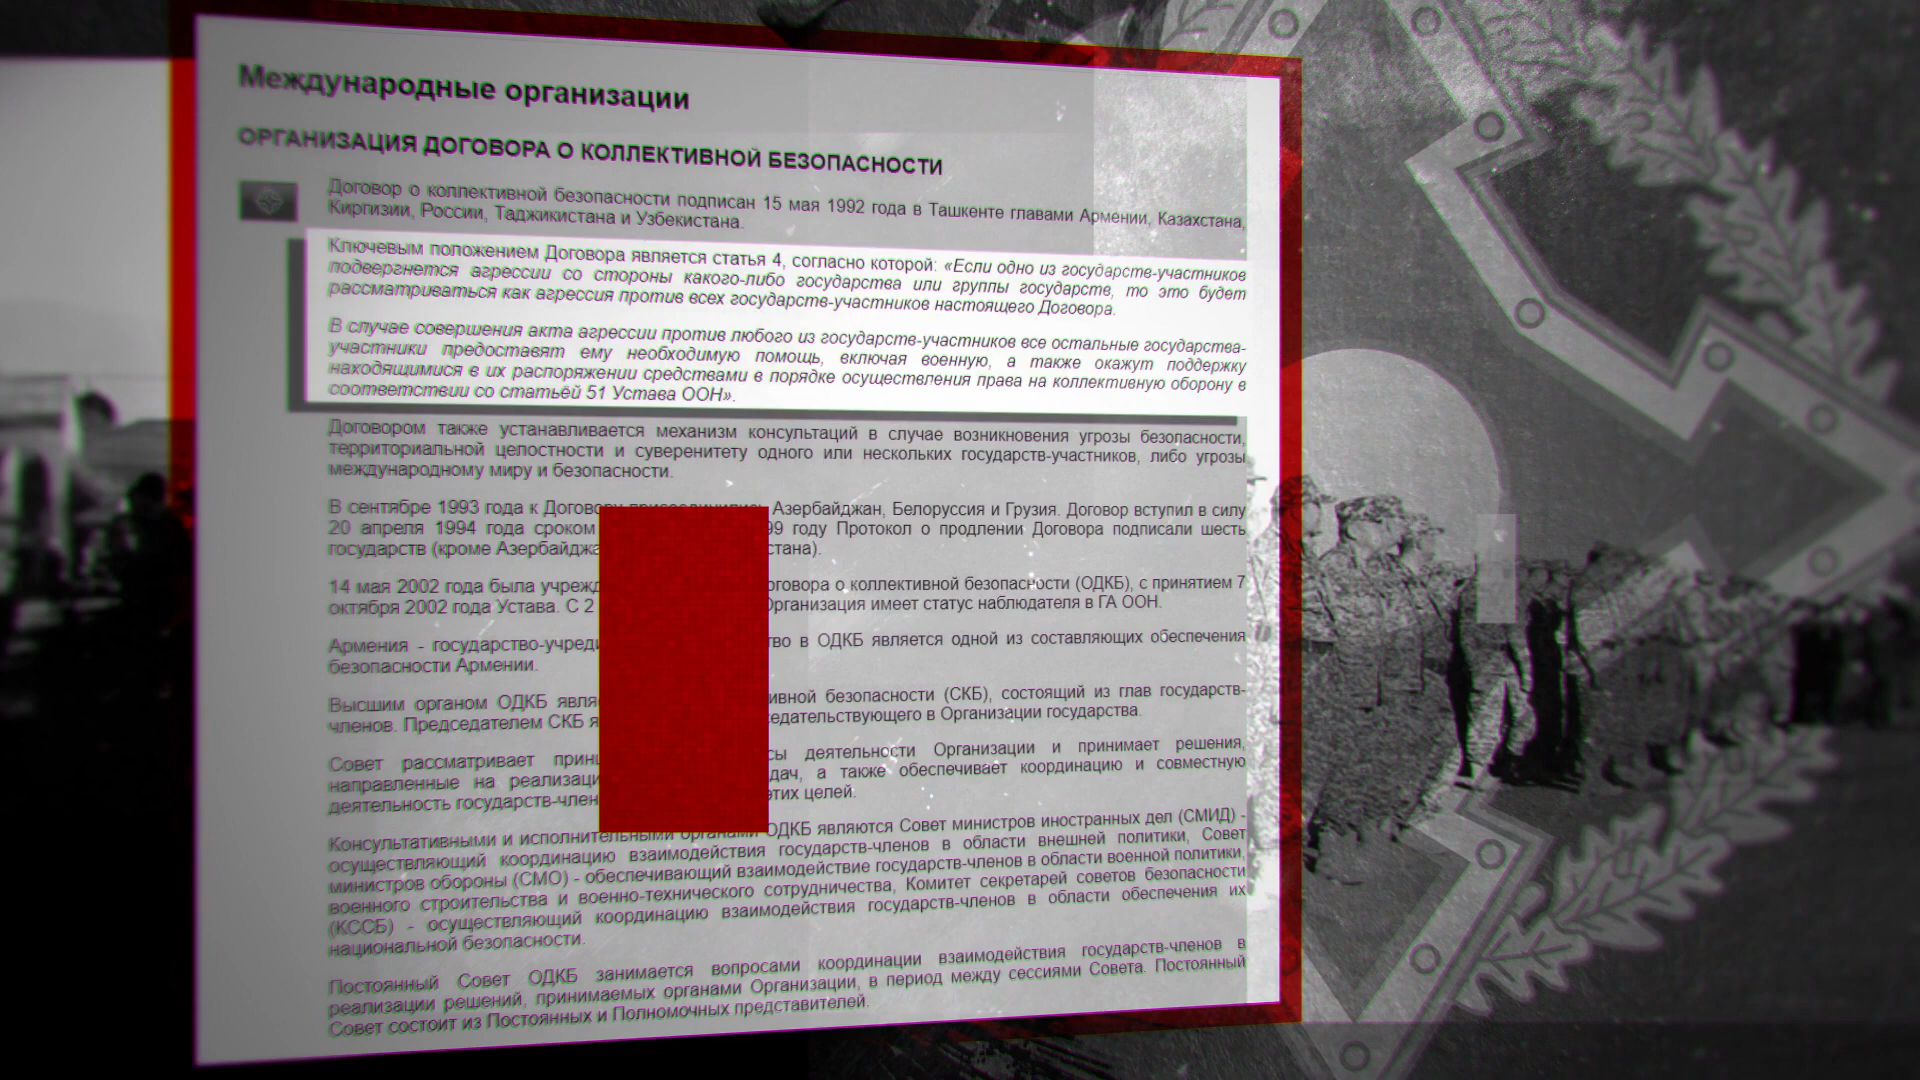 Международные организации
ОРГАНИЗАЦИЯ ДОГОВОРА О КОЛЛЕКТИВНОЙ БЕЗОПАСНОСТИ
Договор о коллективной безопасности подписан 15 мая 1992 года в Ташкенте главами Армении, Казахстана,
Киргизии, России, Таджикистана и Узбекистана.
Ключевым положением Договора является статья 4, согласно которой: «Если одно из государств-участников
подвергнется агрессии со стороны какого-либо государства или группы государств, то это будет
рассматриваться как агрессия против всех государств-участников настоящего Договора.
В случае совершения акта агрессии против любого из государств-участников все остальные государства-
участники предоставят ему необходимую помощь, включая военную, а также окажут поддержку
находящимися в их распоряжении средствами в порядке осуществления права на коллективную оборону в
соответствии со статьёй 51 Устава ООН».
Договором также устанавливается механизм консультаций в случае возникновения угрозы безопасности,
территориальной целостности и суверенитету одного или нескольких государств-участников, либо угрозы
международному миру и безопасности.
В сентябре 1993 года к Договору присоединились Азербайджан, Белоруссия и Грузия. Договор вступил в силу
20 апреля 1994 года сроком 99 году Протокол о продлении Договора подписали шесть
государств (кроме Азербайджа стана).
14 мая 2002 года была учрежд оговора о коллективной безопасности (ОДКБ), с принятием 7
октября 2002 года Устава. С 2 Организация имеет статус наблюдателя в ГА ООН.
Армения - государство-учреди тво в ОДКБ является одной из составляющих обеспечения
безопасности Армении.
Высшим органом ОДКБ явля ивной безопасности (СКБ), состоящий из глав государств-
членов. Председателем СКБ я седательствующего в Организации государства.
Совет рассматривает принц сы деятельности Организации и принимает решения,
направленные на реализаци дач, а также обеспечивает координацию и совместную
деятельность государств-член этих целей.
Консультативными и исполнительными органами ОДКБ являются Совет министров иностранных дел (СМИД) -
осуществляющий координацию взаимодействия государств-членов в области внешней политики, Совет
министров обороны (СМО) - обеспечивающий взаимодействие государств-членов в области военной политики,
военного строительства и военно-технического сотрудничества, Комитет секретарей советов безопасности
(КССБ) - осуществляющий координацию взаимодействия государств-членов в области обеспечения их
национальной безопасности.
Постоянный Совет ОДКБ занимается вопросами координации взаимодействия государств-членов в
реализации решений, принимаемых органами Организации, в период между сессиями Совета. Постоянный
Совет состоит из Постоянных и Полномочных представителей.